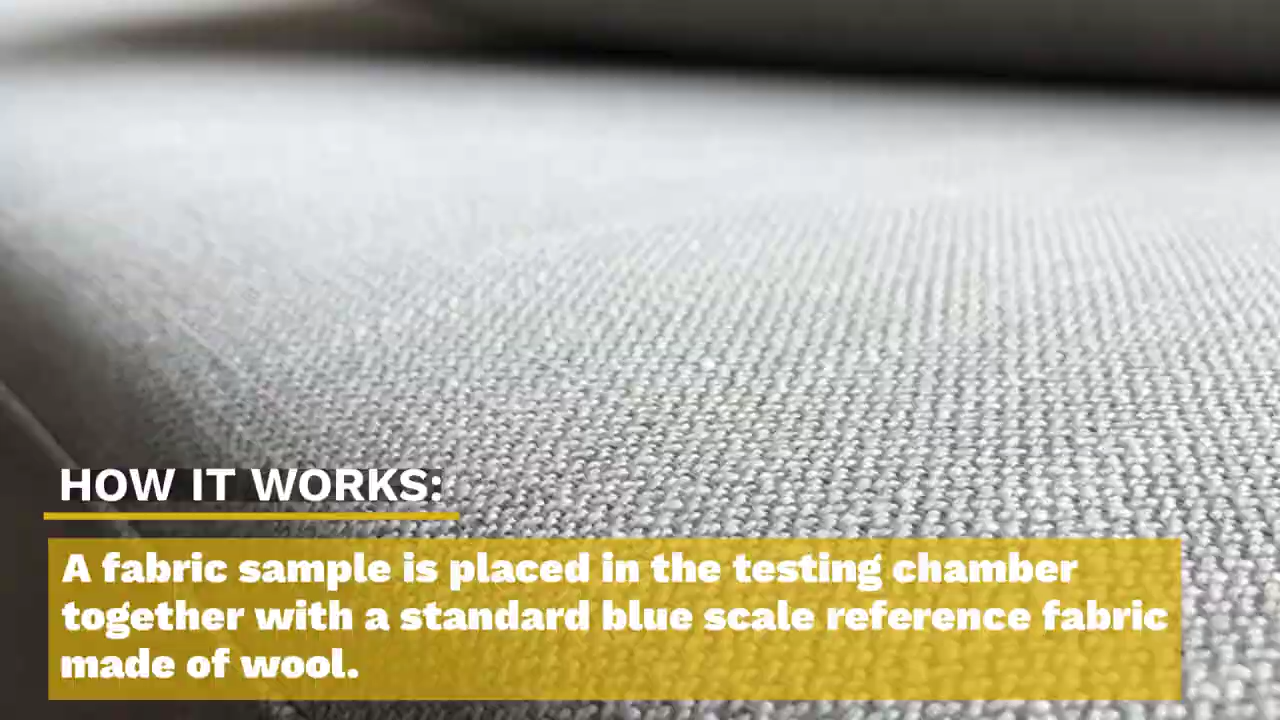 HOW IT WORKS:
A fabric sample is placed in the testing chamber
together with a standard blue scale reference fabric
made of wool.